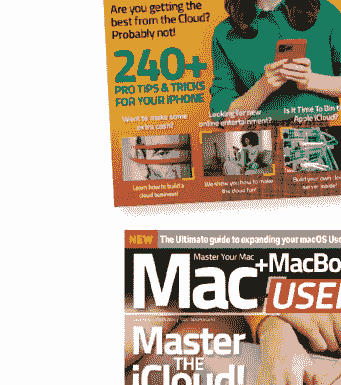 Are you getting the
best from the Cloud?
Probably not!
240+
PRO TIPS & TRICKS
FOR YOUR IPHONE
Want to make some
extra cash?
Looking for new
online entertainment?
Is It Time To Bin
Apple iCloud?
Learn how to build a
cloud business!
We show you how to make
the cloud fun!
Build your own
server inside!
NEW The Ultimate guide to expanding your macOS
Master Your Mac
Mac +MacBo
USE
Master
THE
iCloud!